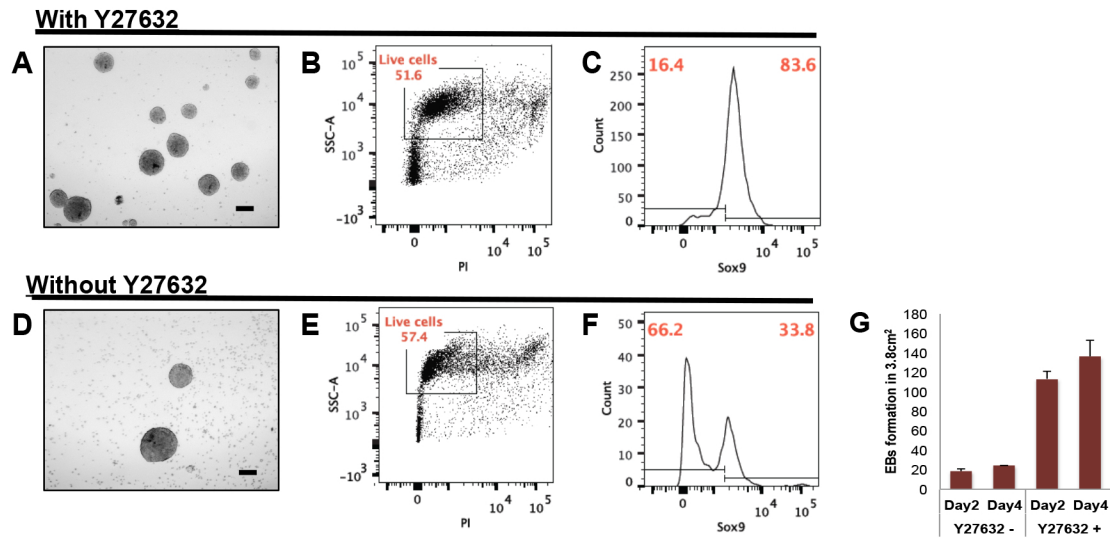 With Y27632
A
B
Live cells
51.6
10^5
10^4
10^3
-10^3
SSC-A
0
10^4
10^5
PI
C
16.4
83.6
250
200
150
100
50
0
Count
0
10^4
10^5
Sox9
Without Y27632
D
E
Live cells
57.4
10^5
10^4
10^3
-10^3
SSC-A
0
10^4
10^5
PI
F
66.2
33.8
50
40
30
20
10
0
Count
0
10^4
10^5
Sox9
G
180
160
140
120
100
80
60
40
20
0
EBs formation in 3.8cm²
Day2 Day4 Day2 Day4
Y27632 - Y27632 +